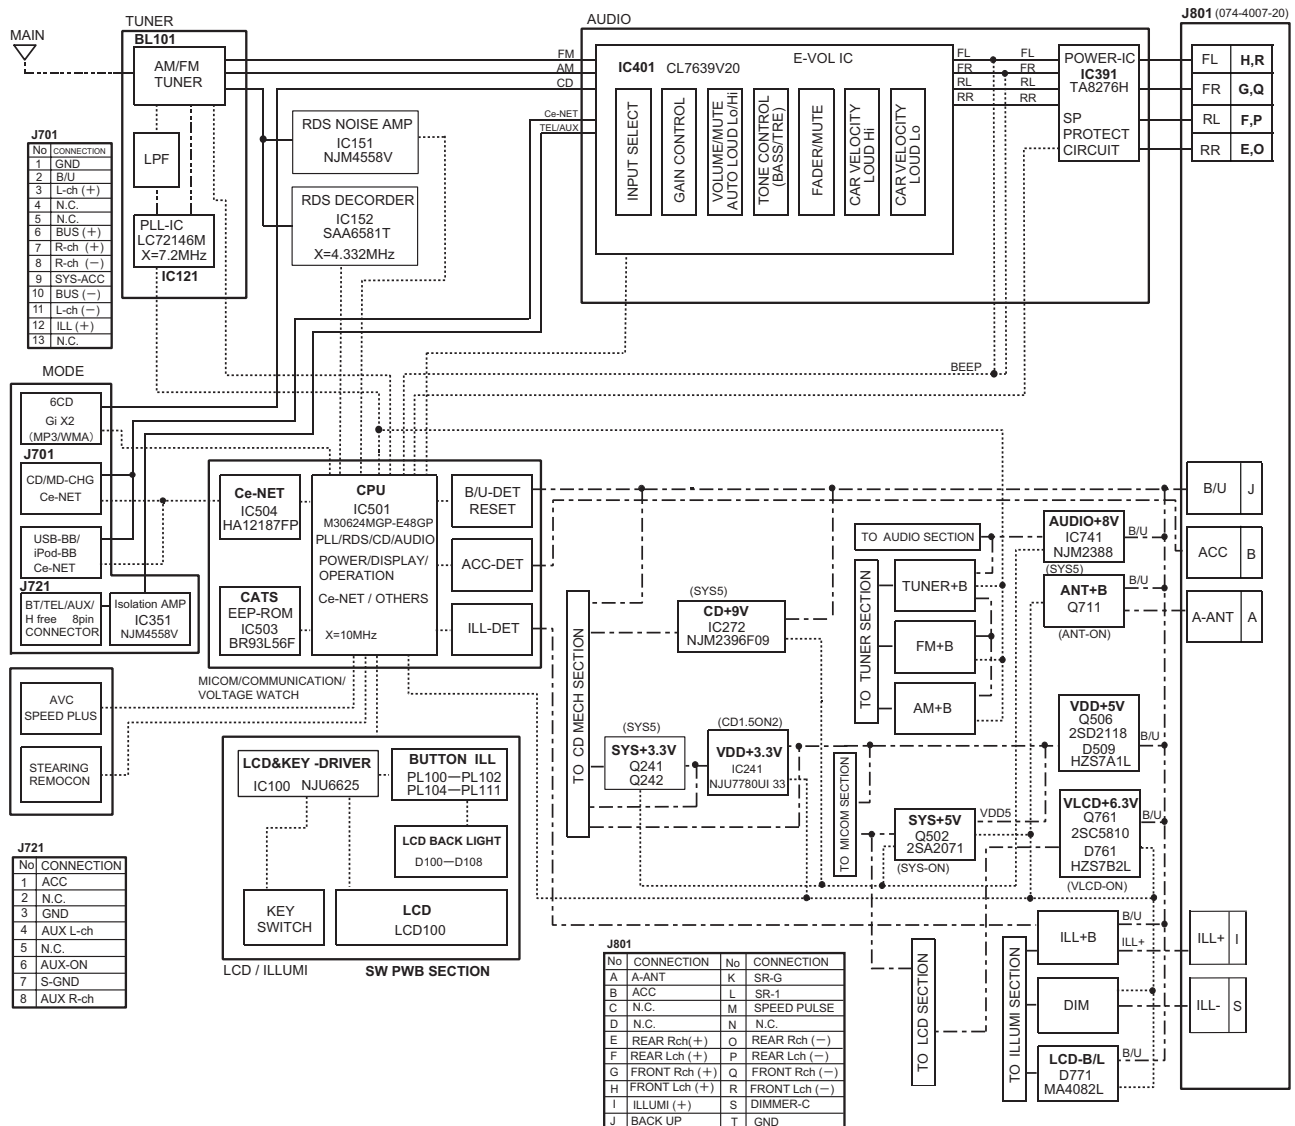 MAIN
TUNER
BL101
AM/FM
TUNER
LPF
PLL-IC
LC72146M
X=7.2MHz
IC121
RDS NOISE AMP
IC151
NJM4558V
RDS DECORDER
IC152
SAA6581T
X=4.332MHz
AUDIO
FM
AM
CD
Ce-NET
TEL/AUX
IC401 CL7639V20
E-VOL IC
INPUT SELECT
GAIN CONTROL
VOLUME/MUTE
AUTO LOUD Lo/Hi
TONE CONTROL
(BASS/TRE)
FADER/MUTE
CAR VELOCITY
LOUD Hi
CAR VELOCITY
LOUD Lo
FL FL
FR FR
RL RL
RR RR
POWER-IC
IC391
TA8276H
SP
PROTECT
CIRCUIT
BEEP
J801 (074-4007-20)
FL H,R
FR G,Q
RL F,P
RR E,O
B/U J
ACC B
A-ANT A
ILL+ I
ILL- S
J701
No CONNECTION
1 GND
2 B/U
3 L-ch (+)
4 N.C.
5 N.C.
6 BUS (+)
7 R-ch (+)
8 R-ch (−)
9 SYS-ACC
10 BUS (−)
11 L-ch (−)
12 ILL (+)
13 N.C.
MODE
6CD
Gi X2
(MP3/WMA)
J701
CD/MD-CHG
Ce-NET
USB-BB/
iPod-BB
Ce-NET
J721
BT/TEL/AUX/
H free 8pin
CONNECTOR
Isolation AMP
IC351
NJM4558V
AVC
SPEED PLUS
STEARING
REMOCON
Ce-NET
IC504
HA12187FP
CATS
EEP-ROM
IC503
BR93L56F
CPU
IC501
M30624MGP-E48GP
PLL/RDS/CD/AUDIO
POWER/DISPLAY/
OPERATION
Ce-NET / OTHERS
X=10MHz
B/U-DET
RESET
ACC-DET
ILL-DET
MICOM/COMMUNICATION/
VOLTAGE WATCH
LCD&KEY -DRIVER
IC100 NJU6625
BUTTON ILL
PL100—PL102
PL104—PL111
LCD BACK LIGHT
D100—D108
KEY
SWITCH
LCD
LCD100
LCD / ILLUMI
SW PWB SECTION
TO CD MECH SECTION
(SYS5)
CD+9V
IC272
NJM2396F09
(SYS5)
SYS+3.3V
Q241
Q242
(CD1.5ON2)
VDD+3.3V
IC241
NJU7780UI 33
TO AUDIO SECTION
TO TUNER SECTION
TUNER+B
FM+B
AM+B
TO MICOM SECTION
SYS+5V
Q502
2SA2071
(SYS-ON)
VDD5
AUDIO+8V
IC741
NJM2388
(SYS5)
B/U
ANT+B
Q711
(ANT-ON)
B/U
VDD+5V
Q506
2SD2118
D509
HZS7A1L
B/U
VLCD+6.3V
Q761
2SC5810
D761
HZS7B2L
(VLCD-ON)
B/U
TO LCD SECTION
TO ILLUMI SECTION
ILL+B
B/U
ILL+
DIM
LCD-B/L
D771
MA4082L
B/U
J721
No CONNECTION
1 ACC
2 N.C.
3 GND
4 AUX L-ch
5 N.C.
6 AUX-ON
7 S-GND
8 AUX R-ch
J801
No CONNECTION No CONNECTION
A A-ANT K SR-G
B ACC L SR-1
C N.C. M SPEED PULSE
D N.C. N N.C.
E REAR Rch(+) O REAR Rch (−)
F REAR Lch (+) P REAR Lch (−)
G FRONT Rch (+) Q FRONT Rch (−)
H FRONT Lch (+) R FRONT Lch (−)
I ILLUMI (+) S DIMMER-C
J BACK UP T GND